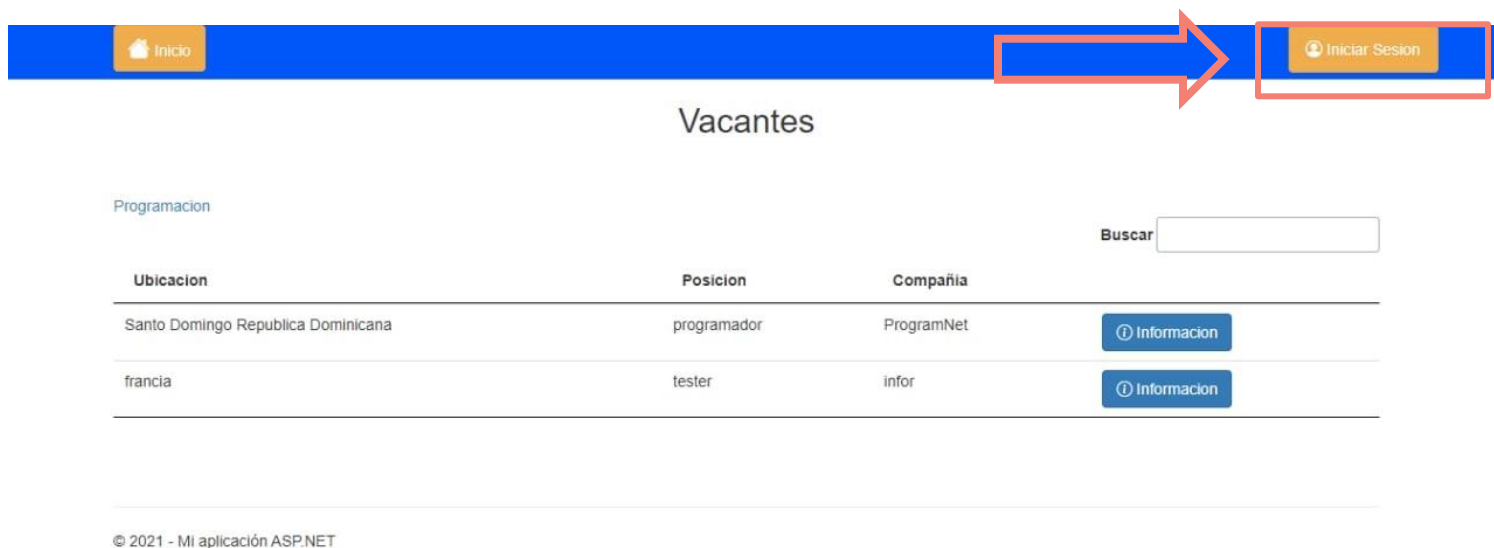 Inicio
Iniciar Sesion
Vacantes
Programacion
Buscar
Ubicacion Posicion Compañia
Santo Domingo Republica Dominicana programador ProgramNet Informacion
francia tester infor Informacion
© 2021 - Mi aplicación ASP.NET